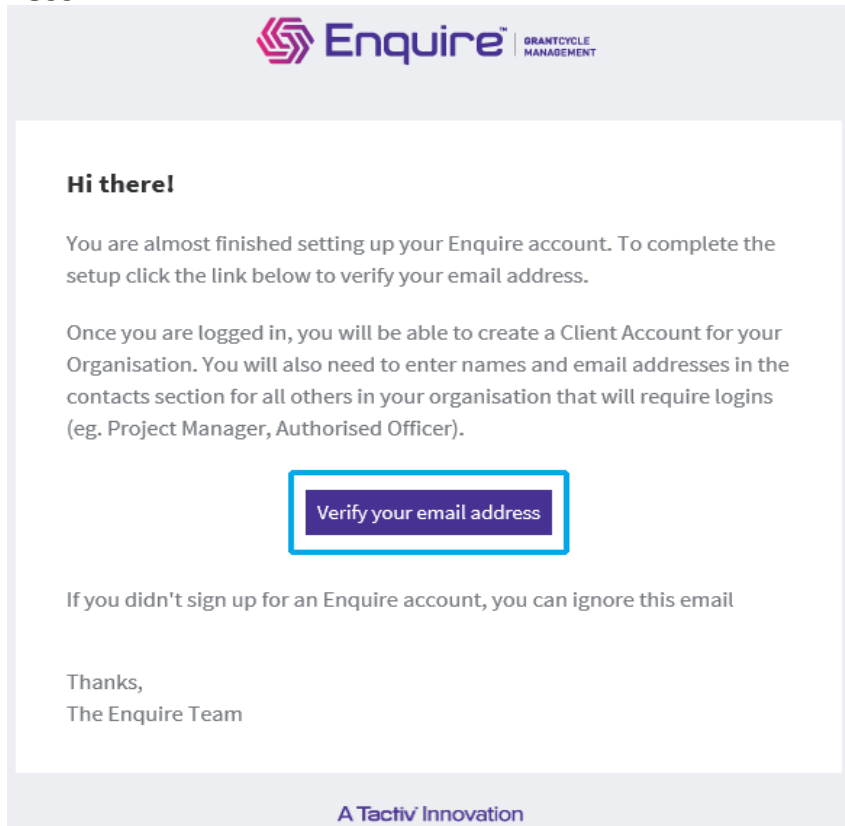 Enquire™ | GRANTCYCLE
MANAGEMENT
Hi there!
You are almost finished setting up your Enquire account. To complete the
setup click the link below to verify your email address.
Once you are logged in, you will be able to create a Client Account for your
Organisation. You will also need to enter names and email addresses in the
contacts section for all others in your organisation that will require logins
(eg. Project Manager, Authorised Officer).
Verify your email address
If you didn't sign up for an Enquire account, you can ignore this email
Thanks,
The Enquire Team
A Tactiv Innovation